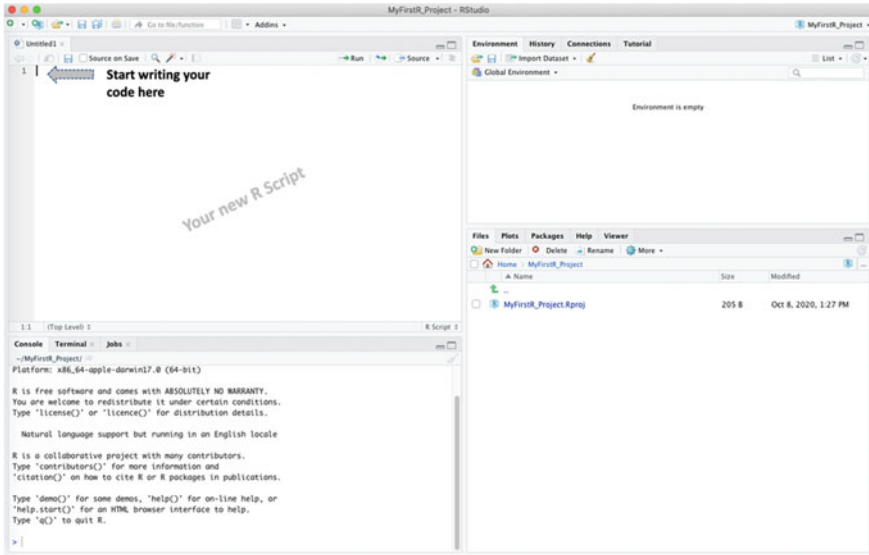 MyFirstR_Project - RStudio
Go to file/function Addins MyFirstR_Project
Untitled1
Source on Save Run Source
1
Start writing your
code here
Your new R Script
1:1 (Top Level) R Script
Console Terminal Jobs
~/MyFirstR_Project/
Platform: x86_64-apple-darwin17.0 (64-bit)
R is free software and comes with ABSOLUTELY NO WARRANTY.
You are welcome to redistribute it under certain conditions.
Type 'license()' or 'licence()' for distribution details.
Natural language support but running in an English locale
R is a collaborative project with many contributors.
Type 'contributors()' for more information and
'citation()' on how to cite R or R packages in publications.
Type 'demo()' for some demos, 'help()' for on-line help, or
'help.start()' for an HTML browser interface to help.
Type 'q()' to quit R.
>
Environment History Connections Tutorial
Import Dataset List
Global Environment
Environment is empty
Files Plots Packages Help Viewer
New Folder Delete Rename More
Home MyFirstR_Project
Name Size Modified
..
MyFirstR_Project.Rproj 205 B Oct 8, 2020, 1:27 PM